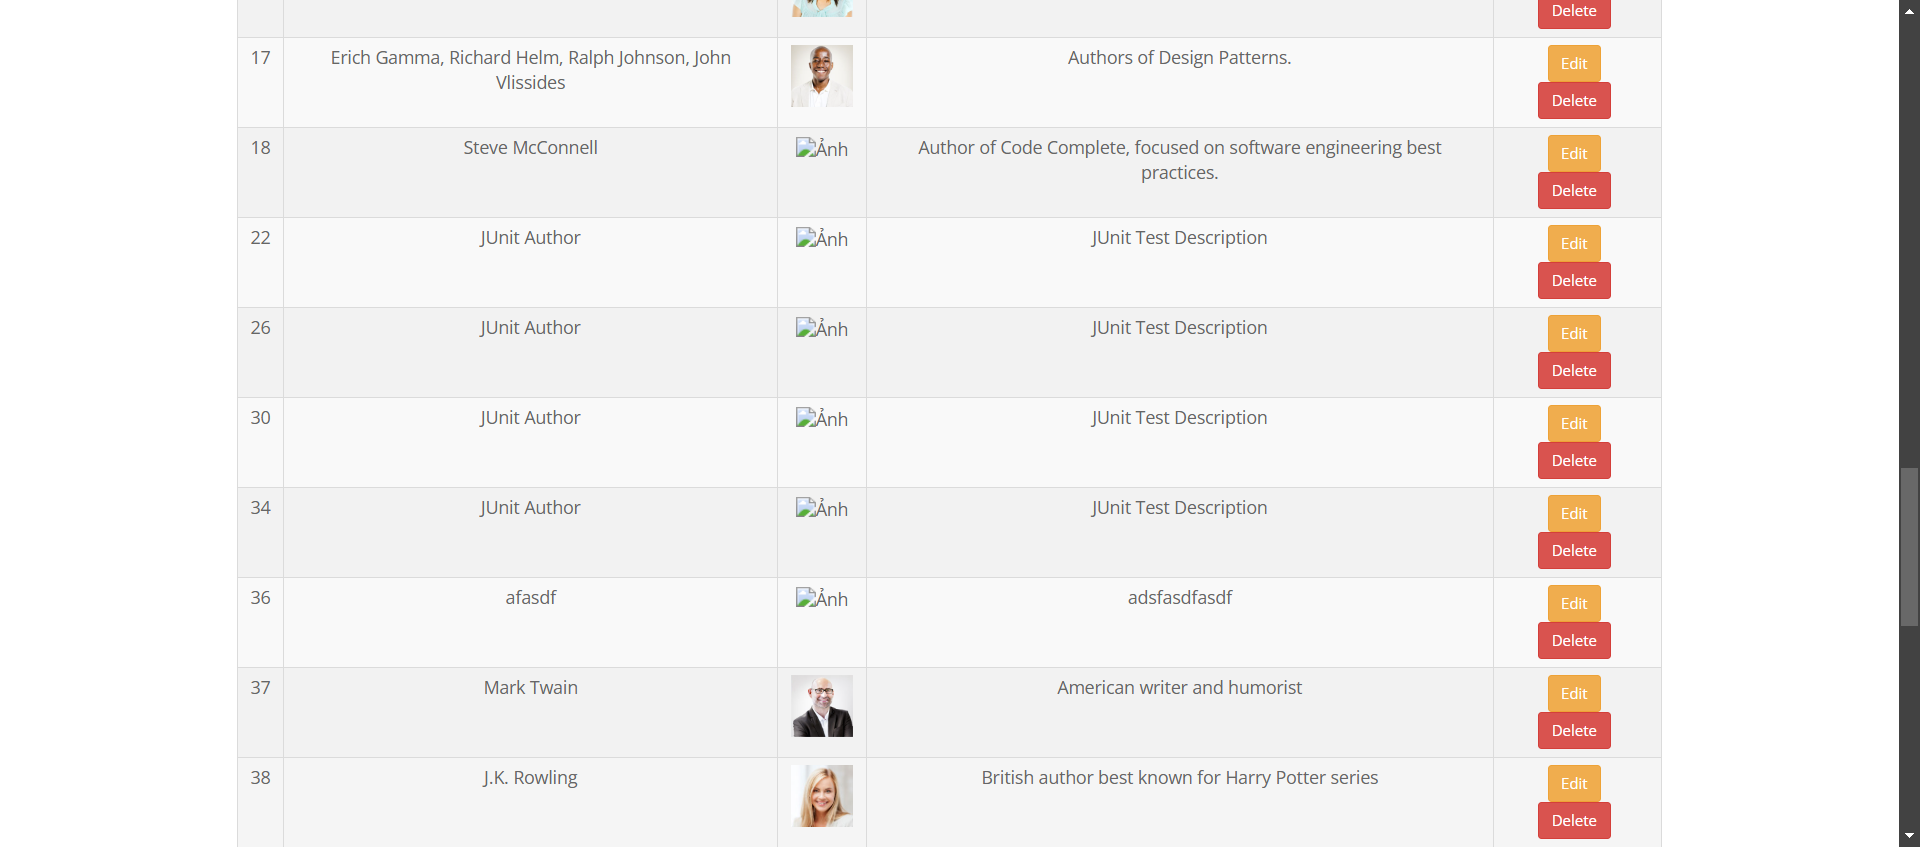 Delete
17 Erich Gamma, Richard Helm, Ralph Johnson, John Authors of Design Patterns. Edit
Vlissides
Delete
18 Steve McConnell Ảnh Author of Code Complete, focused on software engineering best Edit
practices.
Delete
22 JUnit Author Ảnh JUnit Test Description Edit
Delete
26 JUnit Author Ảnh JUnit Test Description Edit
Delete
30 JUnit Author Ảnh JUnit Test Description Edit
Delete
34 JUnit Author Ảnh JUnit Test Description Edit
Delete
36 afasdf Ảnh adsfasdfasdf Edit
Delete
37 Mark Twain American writer and humorist Edit
Delete
38 J.K. Rowling British author best known for Harry Potter series Edit
Delete